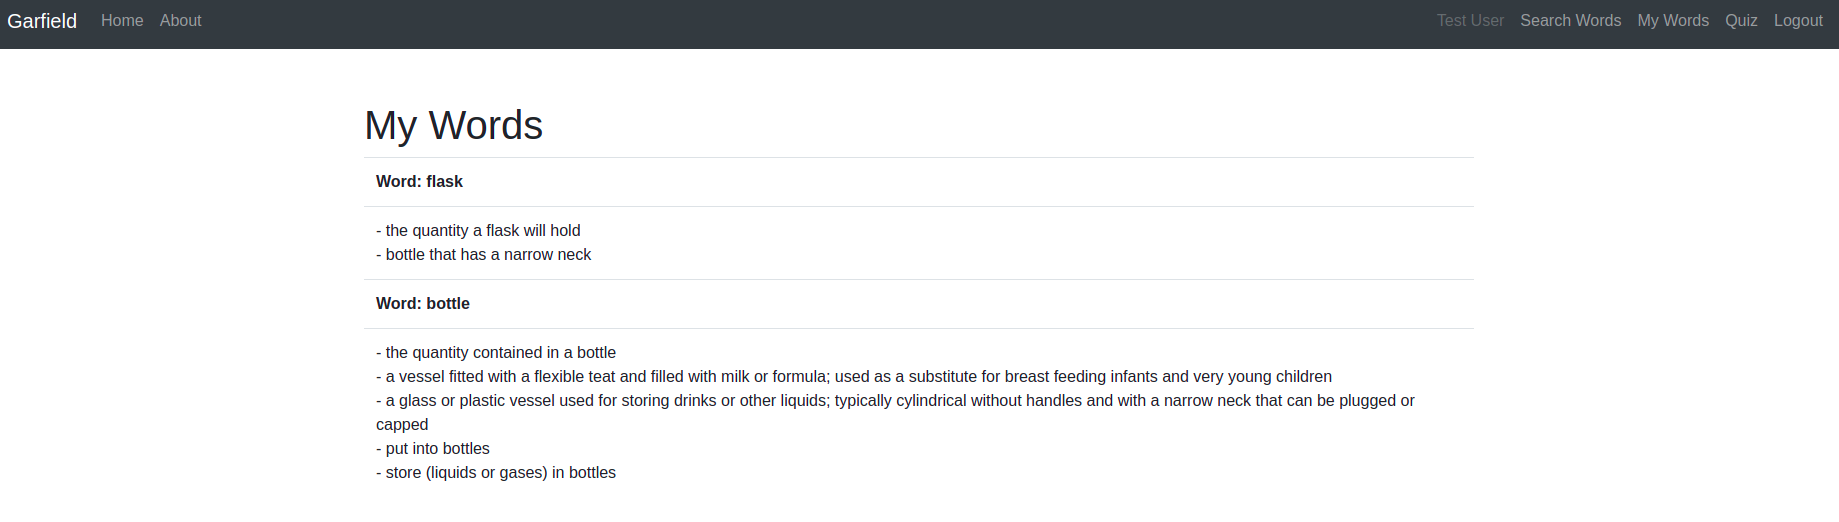 Garfield Home About Test User Search Words My Words Quiz Logout
My Words
Word: flask
- the quantity a flask will hold
- bottle that has a narrow neck
Word: bottle
- the quantity contained in a bottle
- a vessel fitted with a flexible teat and filled with milk or formula; used as a substitute for breast feeding infants and very young children
- a glass or plastic vessel used for storing drinks or other liquids; typically cylindrical without handles and with a narrow neck that can be plugged or
capped
- put into bottles
- store (liquids or gases) in bottles